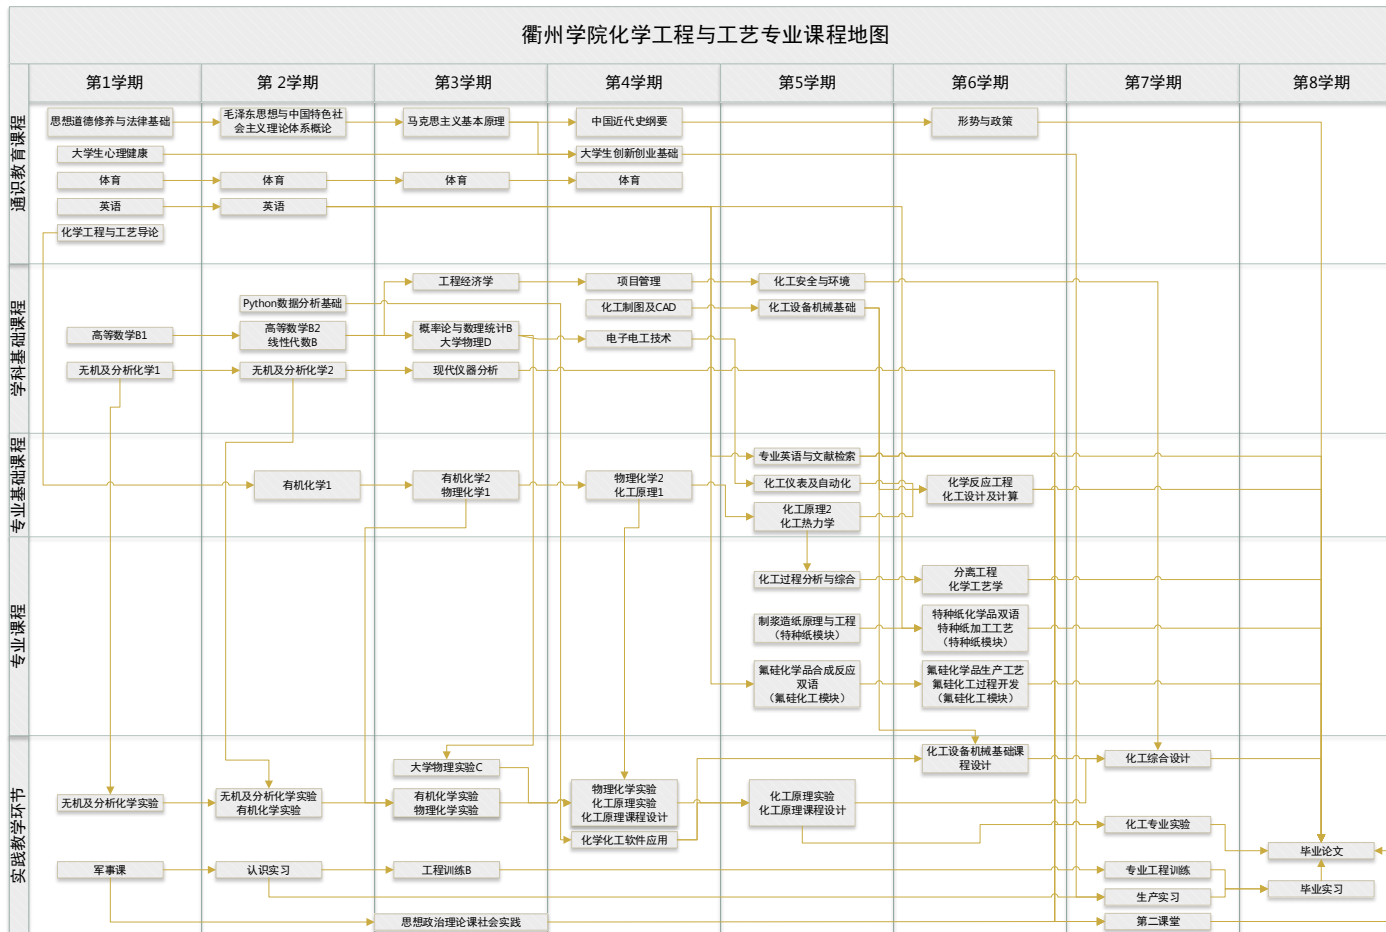 衢州学院化学工程与工艺专业课程地图
第1学期
第 2学期
第3学期
第4学期
第5学期
第6学期
第7学期
第8学期
通识教育课程
思想道德修养与法律基础
毛泽东思想与中国特色社
会主义理论体系概论
马克思主义基本原理
中国近代史纲要
形势与政策
大学生心理健康
大学生创新创业基础
体育
体育
体育
体育
英语
英语
化学工程与工艺导论
学科基础课程
工程经济学
项目管理
化工安全与环境
Python数据分析基础
化工制图及CAD
化工设备机械基础
高等数学B1
高等数学B2
线性代数B
概率论与数理统计B
大学物理D
电子电工技术
无机及分析化学1
无机及分析化学2
现代仪器分析
专业基础课程
专业英语与文献检索
有机化学1
有机化学2
物理化学1
物理化学2
化工原理1
化工仪表及自动化
化学反应工程
化工设计及计算
化工原理2
化工热力学
专业课程
化工过程分析与综合
分离工程
化学工艺学
制浆造纸原理与工程
（特种纸模块）
特种纸化学品双语
特种纸加工工艺
（特种纸模块）
氟硅化学品合成反应
双语
（氟硅化工模块）
氟硅化学品生产工艺
氟硅化工过程开发
（氟硅化工模块）
实践教学环节
大学物理实验C
化工设备机械基础课
程设计
化工综合设计
无机及分析化学实验
无机及分析化学实验
有机化学实验
有机化学实验
物理化学实验
物理化学实验
化工原理实验
化工原理课程设计
化工原理实验
化工原理课程设计
化学化工软件应用
化工专业实验
毕业论文
军事课
认识实习
工程训练B
专业工程训练
毕业实习
生产实习
思想政治理论课社会实践
第二课堂